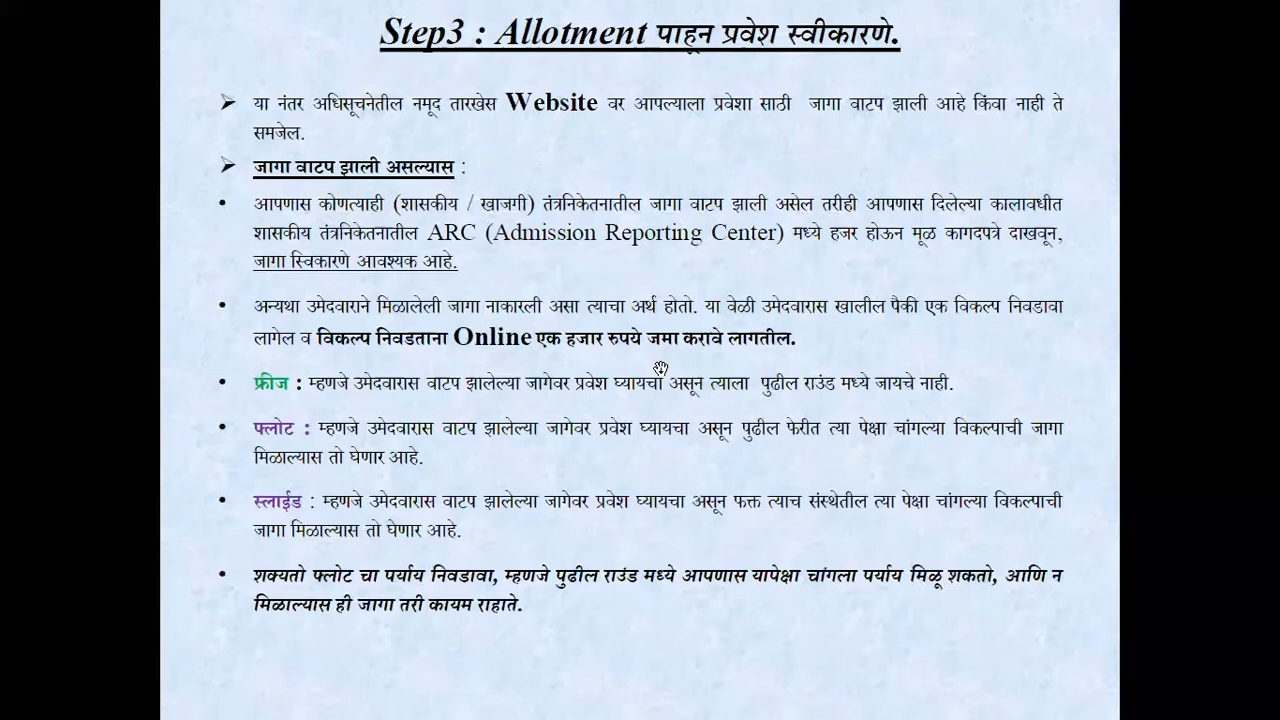 Step3 : Allotment पाहून प्रवेश स्वीकारणे.
➢ या नंतर अधिसूचनेतील नमूद तारखेस Website वर आपल्याला प्रवेशा साठी जागा वाटप झाली आहे किंवा नाही ते
समजेल.
➢ जागा वाटप झाली असल्यास :
• आपणास कोणत्याही (शासकीय / खाजगी) तंत्रनिकेतनातील जागा वाटप झाली असेल तरीही आपणास दिलेल्या कालावधीत
शासकीय तंत्रनिकेतनातील ARC (Admission Reporting Center) मध्ये हजर होऊन मूळ कागदपत्रे दाखवून,
जागा स्विकारणे आवश्यक आहे.
• अन्यथा उमेदवाराने मिळालेली जागा नाकारली असा त्याचा अर्थ होतो. या वेळी उमेदवारास खालील पैकी एक विकल्प निवडावा
लागेल व विकल्प निवडताना Online एक हजार रुपये जमा करावे लागतील.
• फ्रीज : म्हणजे उमेदवारास वाटप झालेल्या जागेवर प्रवेश घ्यायचा असून त्याला पुढील राउंड मध्ये जायचे नाही.
• फ्लोट : म्हणजे उमेदवारास वाटप झालेल्या जागेवर प्रवेश घ्यायचा असून पुढील फेरीत त्या पेक्षा चांगल्या विकल्पाची जागा
मिळाल्यास तो घेणार आहे.
• स्लाईड : म्हणजे उमेदवारास वाटप झालेल्या जागेवर प्रवेश घ्यायचा असून फक्त त्याच संस्थेतील त्या पेक्षा चांगल्या विकल्पाची
जागा मिळाल्यास तो घेणार आहे.
• शक्यतो फ्लोट चा पर्याय निवडावा, म्हणजे पुढील राउंड मध्ये आपणास यापेक्षा चांगला पर्याय मिळू शकतो, आणि न
मिळाल्यास ही जागा तरी कायम राहाते.